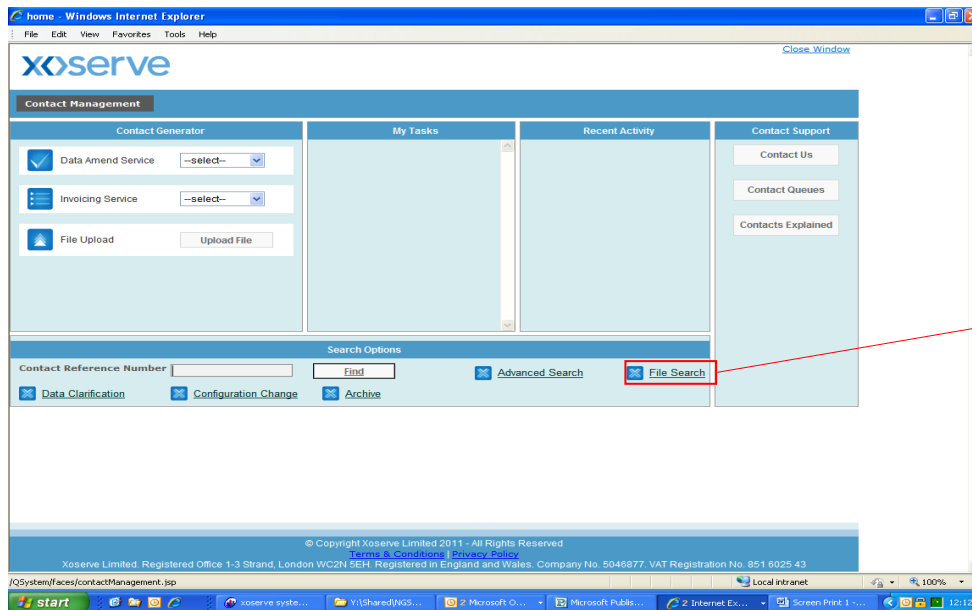 home - Windows Internet Explorer
File Edit View Favorites Tools Help
Close Window
xoserve
Contact Management
Contact Generator
My Tasks
Recent Activity
Contact Support
Data Amend Service
--select--
Contact Us
Invoicing Service
--select--
Contact Queues
File Upload
Upload File
Contacts Explained
Search Options
Contact Reference Number
Find
Advanced Search
File Search
Data Clarification
Configuration Change
Archive
© Copyright Xoserve Limited 2011 - All Rights Reserved
Terms & Conditions | Privacy Policy
Xoserve Limited. Registered Office 1-3 Strand, London WC2N 5EH. Registered in England and Wales. Company No. 5046877. VAT Registration No. 851 6025 43
/QSystem/faces/contactManagement.jsp
Local intranet
100%
start
xoserve syste...
Y:\Shared\NGS...
2 Microsoft O...
Microsoft Publis...
2 Internet Ex...
Screen Print 1 -...
12:12